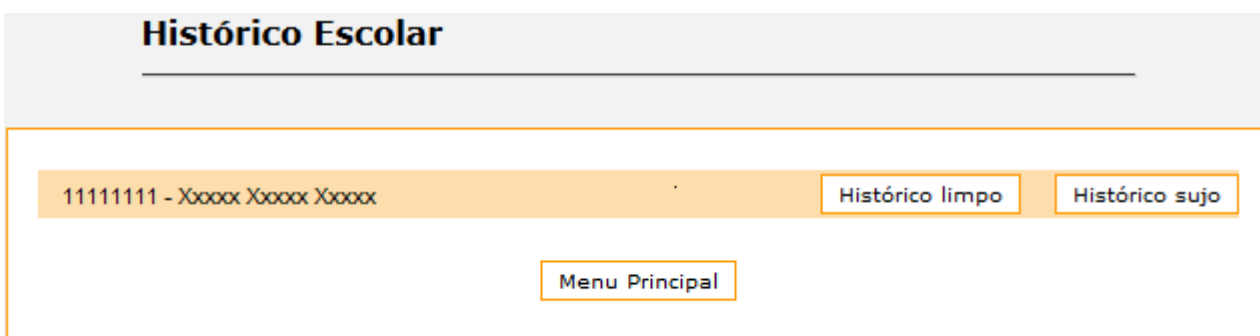 Histórico Escolar
11111111 - Xxxxx Xxxxx Xxxxx Histórico limpo Histórico sujo
Menu Principal